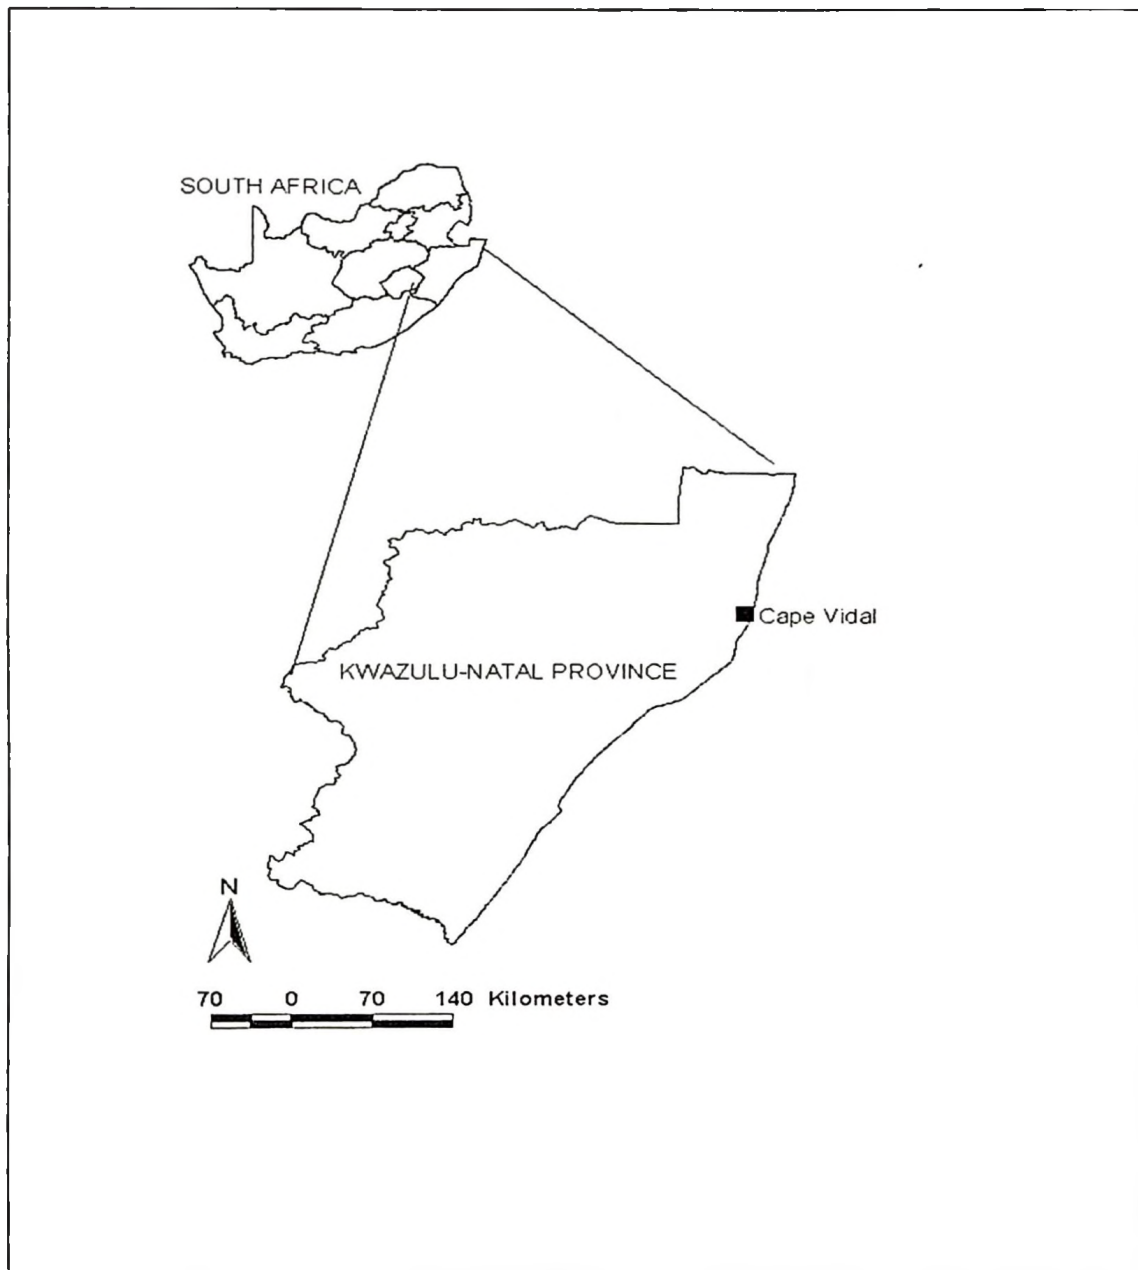 SOUTH AFRICA
Cape Vidal
KWAZULU-NATAL PROVINCE
N
70 0 70 140 Kilometers